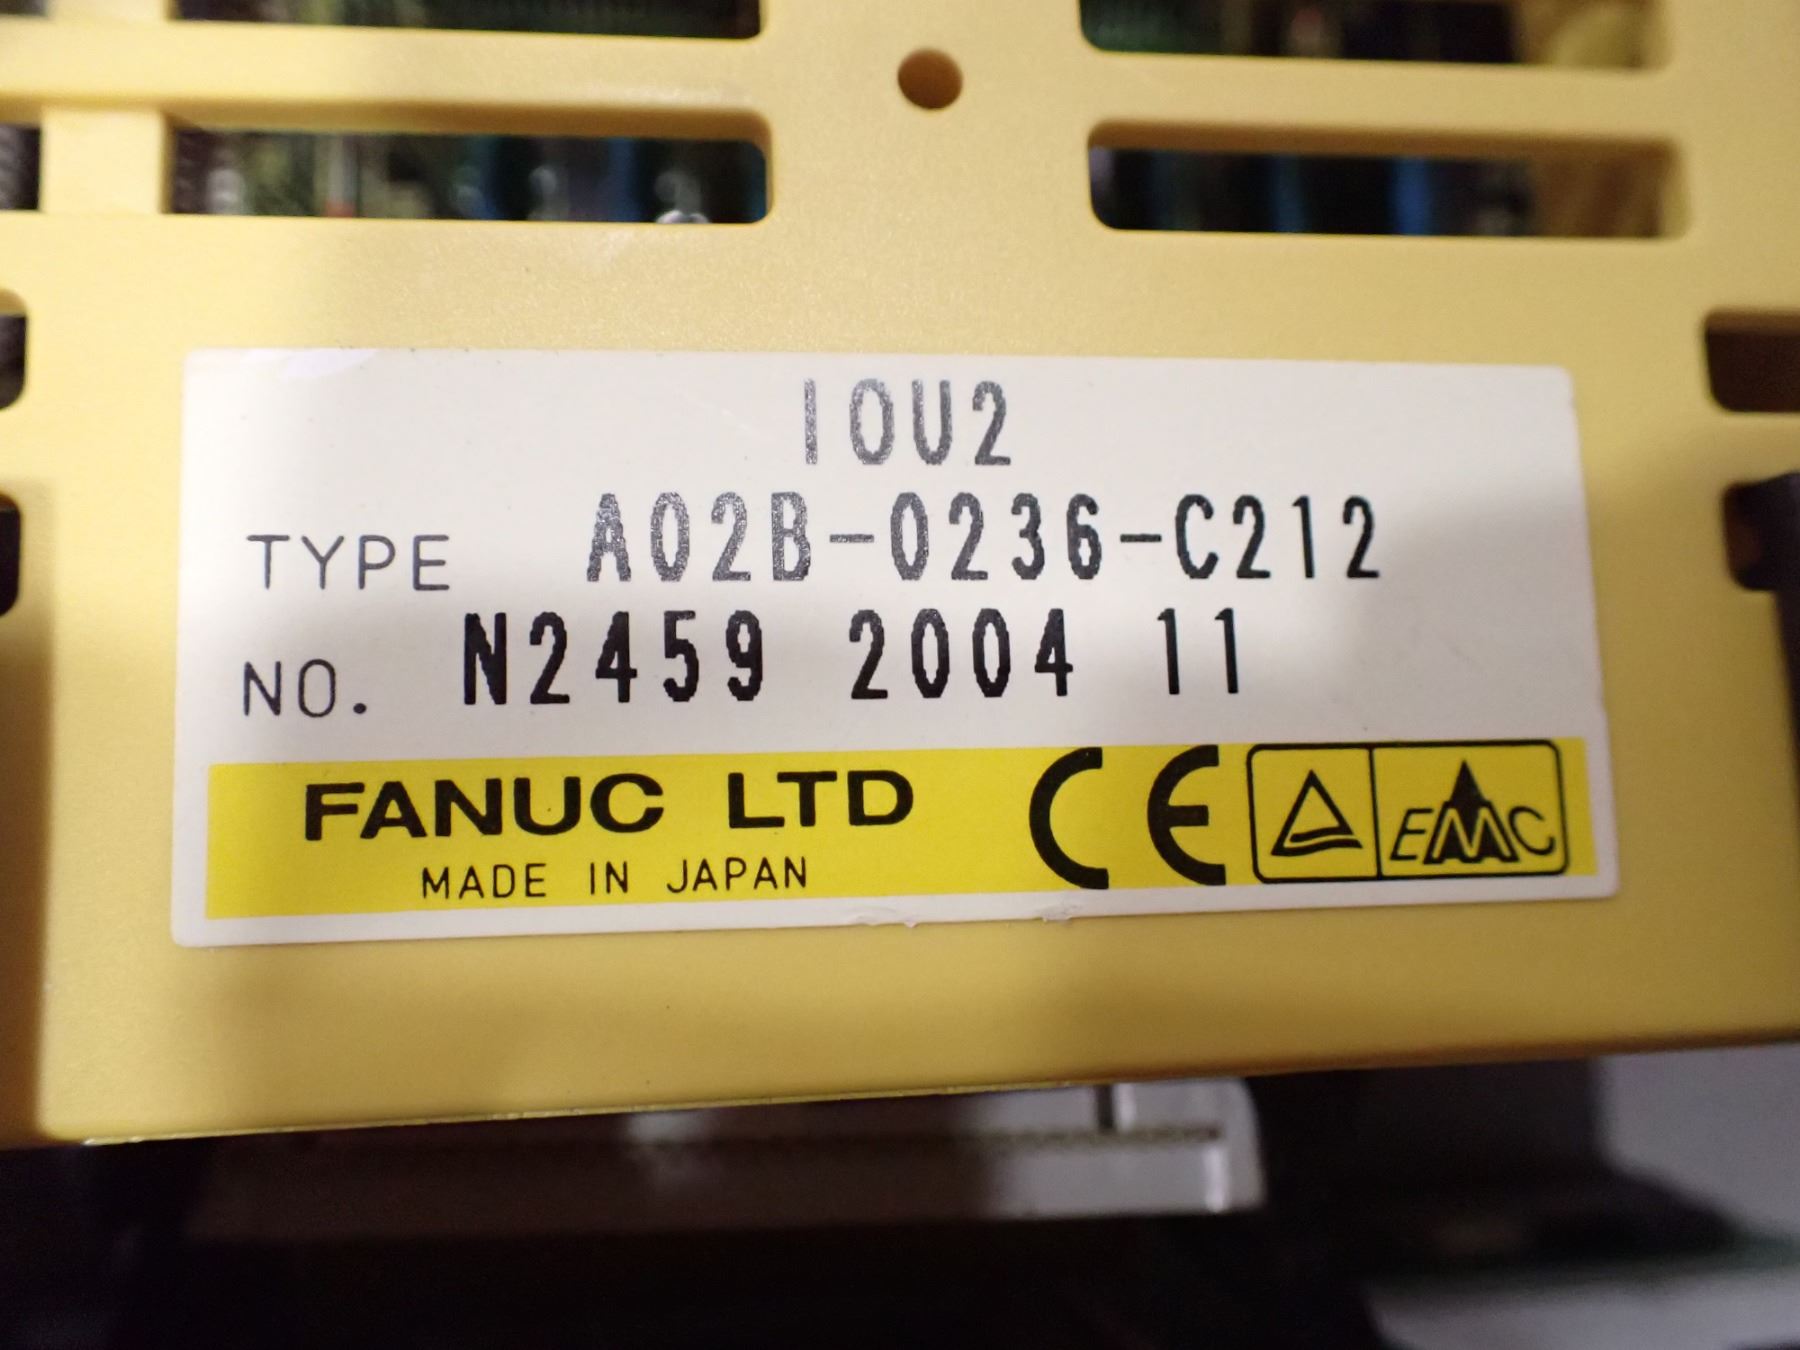 IOU2
TYPE A02B-0236-C212
NO. N2459 2004 11
FANUC LTD CE EMC
MADE IN JAPAN